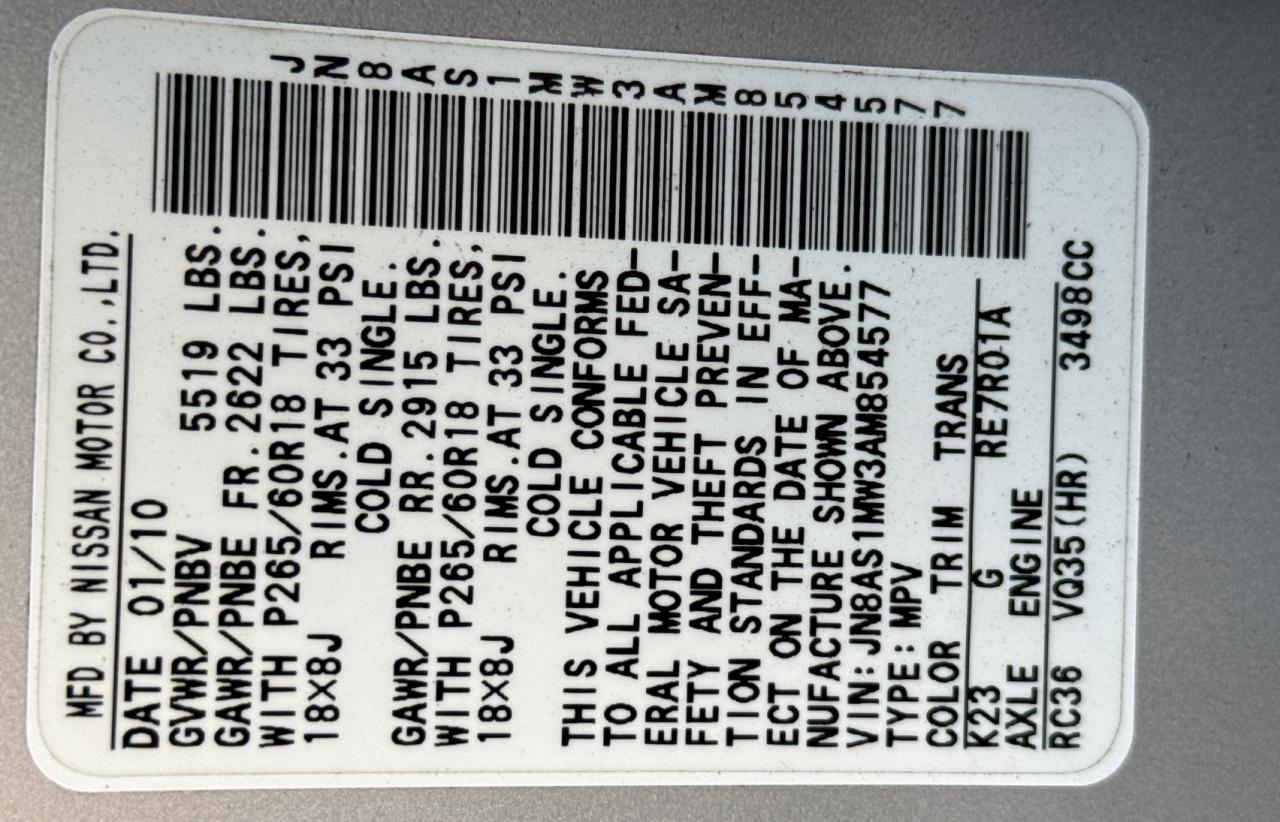 MFD BY NISSAN MOTOR CO.,LTD.
DATE 01/10
GVWR/PNBV 5519 LBS.
GAWR/PNBE FR.2622 LBS.
WITH P265/60R18 TIRES,
18×8J RIMS.AT 33 PSI
COLD SINGLE.
GAWR/PNBE RR.2915 LBS.
WITH P265/60R18 TIRES,
18×8J RIMS.AT 33 PSI
COLD SINGLE.
THIS VEHICLE CONFORMS
TO ALL APPLICABLE FED-
ERAL MOTOR VEHICLE SA-
FETY AND THEFT PREVEN-
TION STANDARDS IN EFF-
ECT ON THE DATE OF MA-
NUFACTURE SHOWN ABOVE.
VIN:JN8AS1MW3AM854577
TYPE:MPV
COLOR TRIM TRANS
K23 G RE7R01A
AXLE ENGINE
RC36 VQ35(HR) 3498CC
JN8AS1MW3AM854577